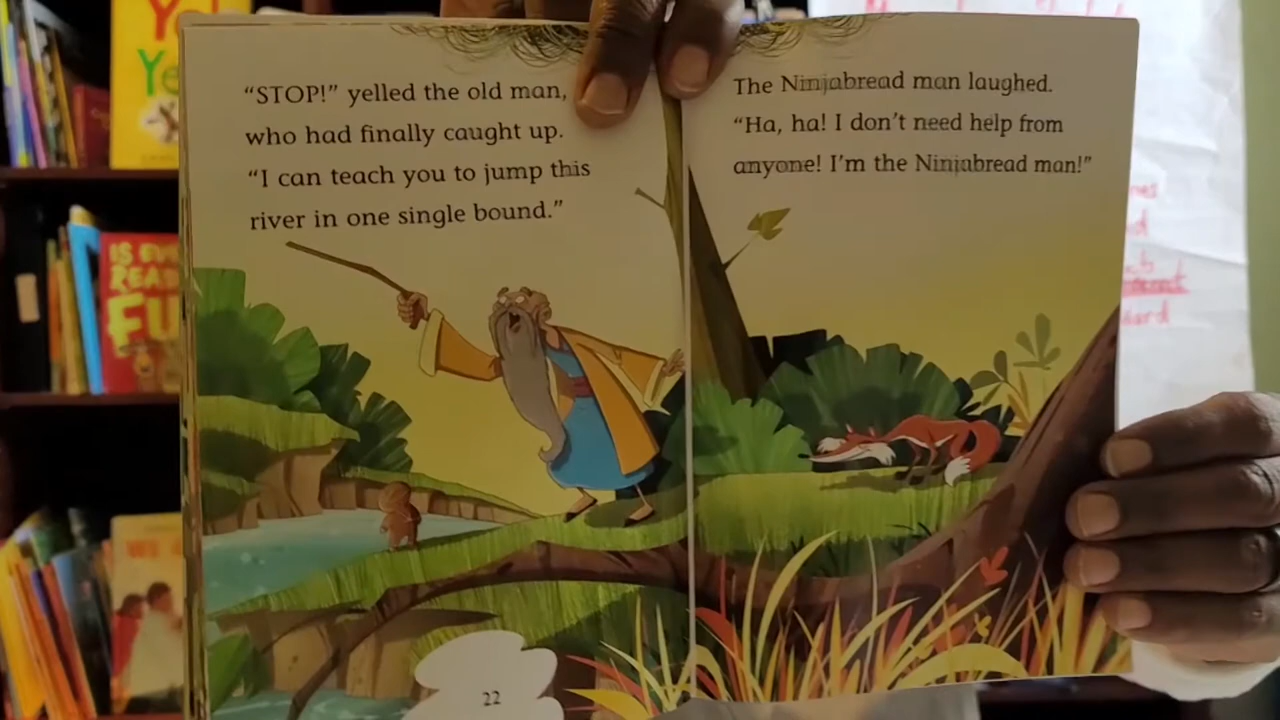 “STOP!” yelled the old man,
who had finally caught up.
“I can teach you to jump this
river in one single bound.”
22
The Ninjabread man laughed.
“Ha, ha! I don’t need help from
anyone! I’m the Ninjabread man!”
FU